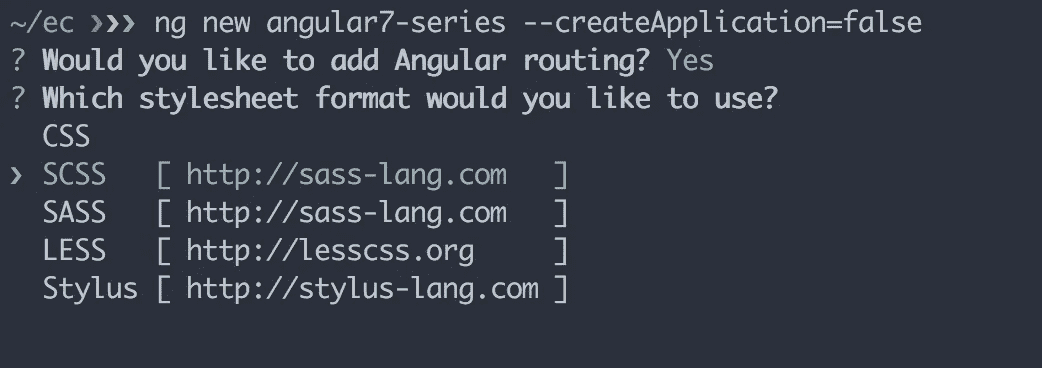 ~/ec ❯❯❯ ng new angular7-series --createApplication=false
? Would you like to add Angular routing? Yes
? Which stylesheet format would you like to use?
CSS
❯ SCSS [ http://sass-lang.com ]
SASS [ http://sass-lang.com ]
LESS [ http://lesscss.org ]
Stylus [ http://stylus-lang.com ]